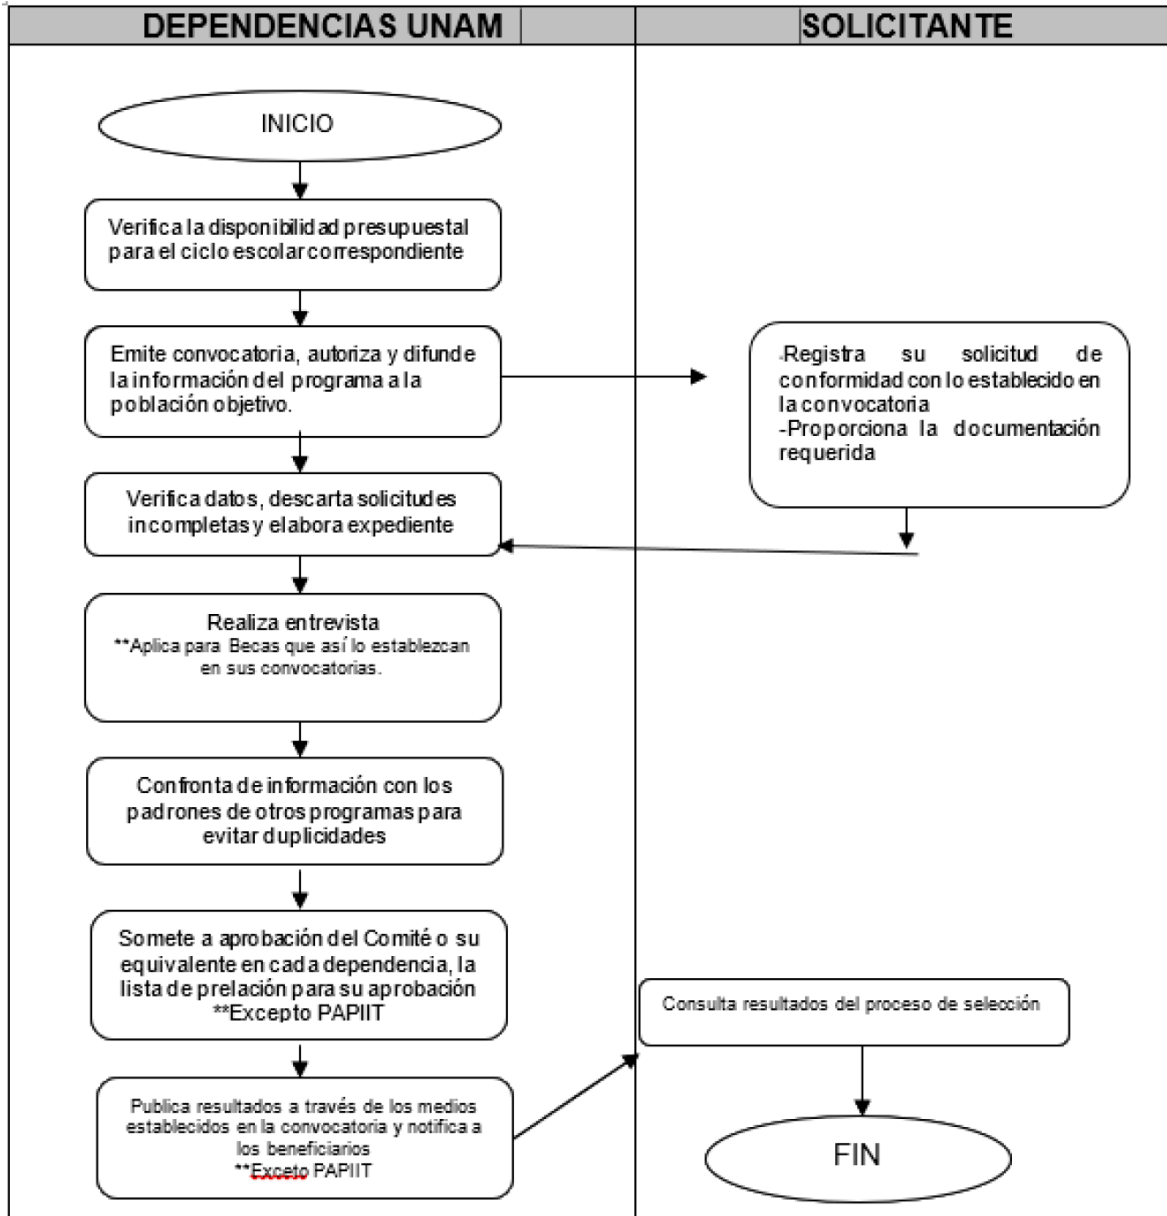 DEPENDENCIAS UNAM
SOLICITANTE
INICIO
Verifica la disponibilidad presupuestal
para el ciclo escolar correspondiente
Emite convocatoria, autoriza y difunde
la información del programa a la
población objetivo.
-Registra su solicitud de
conformidad con lo establecido en
la convocatoria
-Proporciona la documentación
requerida
Verifica datos, descarta solicitudes
incompletas y elabora expediente
Realiza entrevista
**Aplica para Becas que así lo establezcan
en sus convocatorias.
Confronta de información con los
padrones de otros programas para
evitar duplicidades
Somete a aprobación del Comité o su
equivalente en cada dependencia, la
lista de prelación para su aprobación
**Excepto PAPIIT
Publica resultados a través de los medios
establecidos en la convocatoria y notifica a
los beneficiarios
**Exceto PAPIIT
Consulta resultados del proceso de selección
FIN